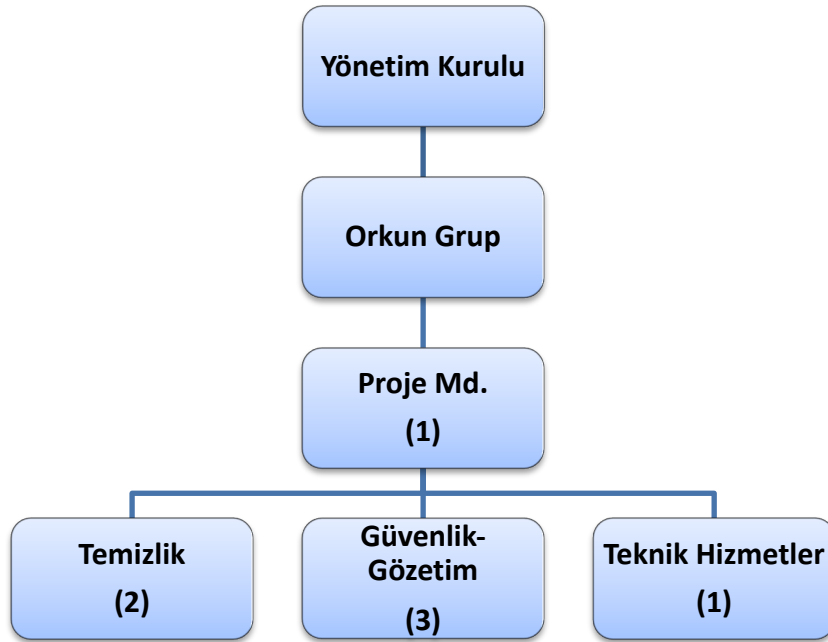 Yönetim Kurulu
Orkun Grup
Proje Md.
(1)
Temizlik
(2)
Güvenlik-
Gözetim
(3)
Teknik Hizmetler
(1)